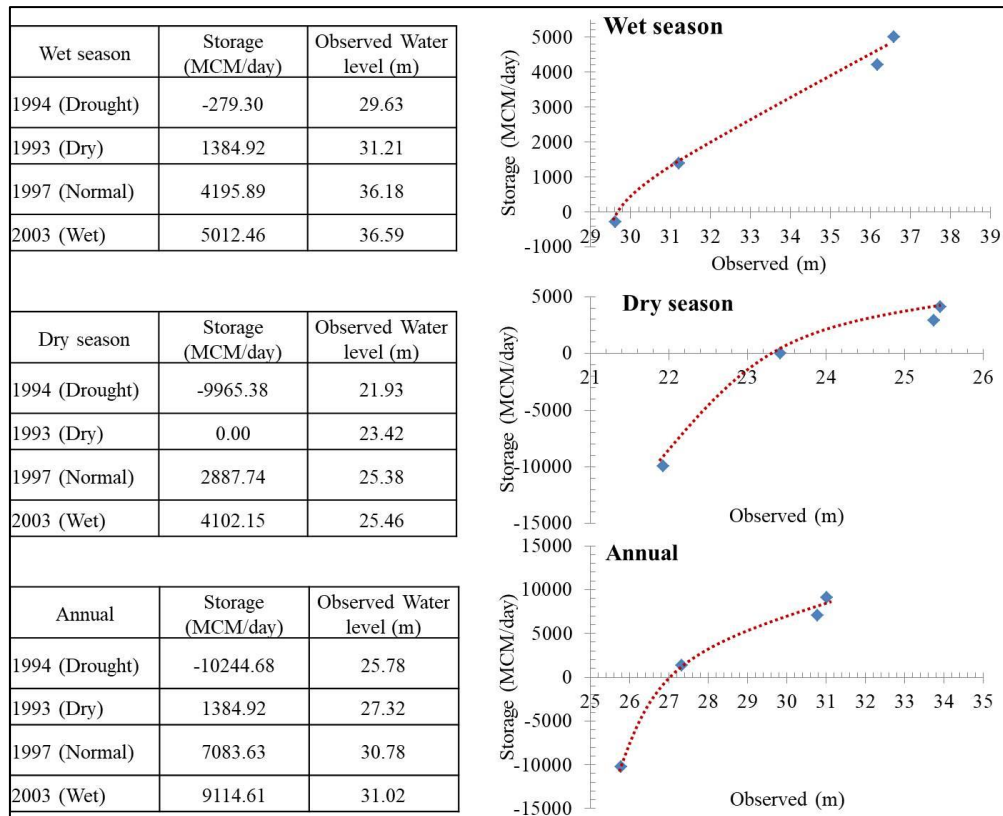 Wet season
Storage
(MCM/day)
Observed Water
level (m)
1994 (Drought) -279.30 29.63
1993 (Dry) 1384.92 31.21
1997 (Normal) 4195.89 36.18
2003 (Wet) 5012.46 36.59
Wet season
Storage (MCM/day)
5000
4000
3000
2000
1000
0
-1000
29 30 31 32 33 34 35 36 37 38 39
Observed (m)
Dry season
Storage
(MCM/day)
Observed Water
level (m)
1994 (Drought) -9965.38 21.93
1993 (Dry) 0.00 23.42
1997 (Normal) 2887.74 25.38
2003 (Wet) 4102.15 25.46
Dry season
Storage (MCM/day)
5000
0
-5000
-10000
-15000
21 22 23 24 25 26
Observed (m)
Annual
Storage
(MCM/day)
Observed Water
level (m)
1994 (Drought) -10244.68 25.78
1993 (Dry) 1384.92 27.32
1997 (Normal) 7083.63 30.78
2003 (Wet) 9114.61 31.02
Annual
Storage (MCM/day)
15000
10000
5000
0
-5000
-10000
-15000
25 26 27 28 29 30 31 32 33 34 35
Observed (m)